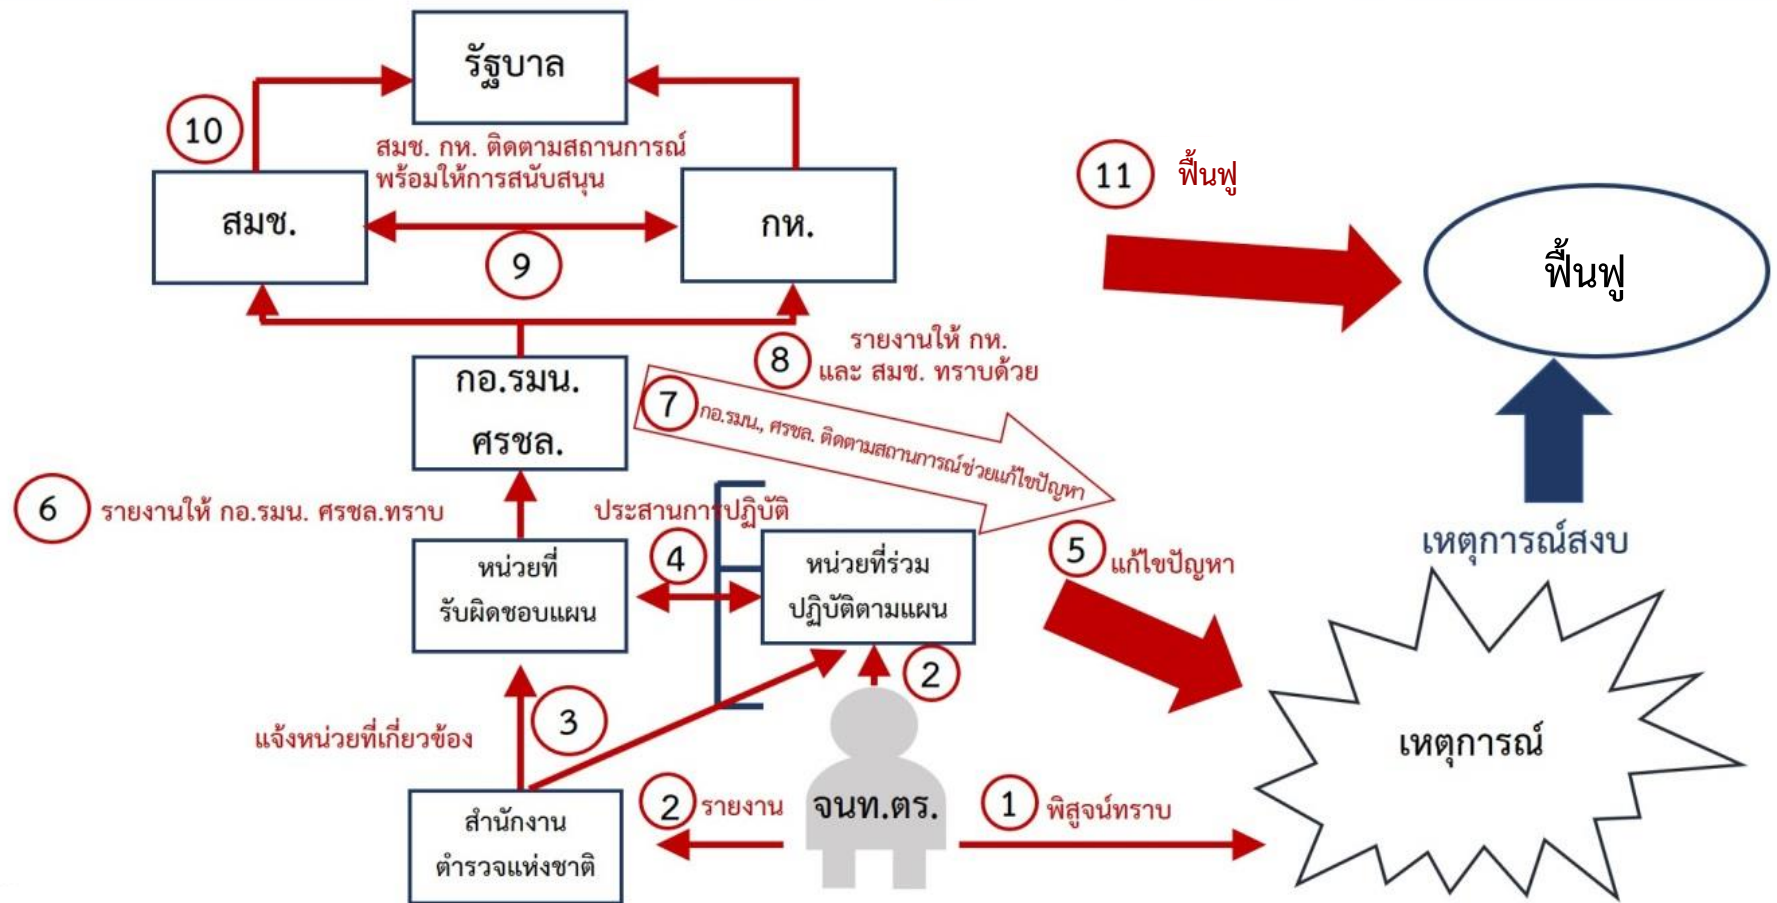 รัฐบาล
10
สมช. กห. ติดตามสถานการณ์
พร้อมให้การสนับสนุน
11 ฟื้นฟู
สมช.
กห.
9
ฟื้นฟู
8
รายงานให้ กห.
และ สมช. ทราบด้วย
กอ.รมน.
ศรชล.
7 กอ.รมน., ศรชล. ติดตามสถานการณ์ช่วยแก้ไขปัญหา
6 รายงานให้ กอ.รมน. ศรชล.ทราบ
ประสานการปฏิบัติ
4
5 แก้ไขปัญหา
เหตุการณ์สงบ
หน่วยที่
รับผิดชอบแผน
หน่วยที่ร่วม
ปฏิบัติตามแผน
2
3
แจ้งหน่วยที่เกี่ยวข้อง
เหตุการณ์
สำนักงาน
ตำรวจแห่งชาติ
2 รายงาน
จนท.ตร.
1 พิสูจน์ทราบ